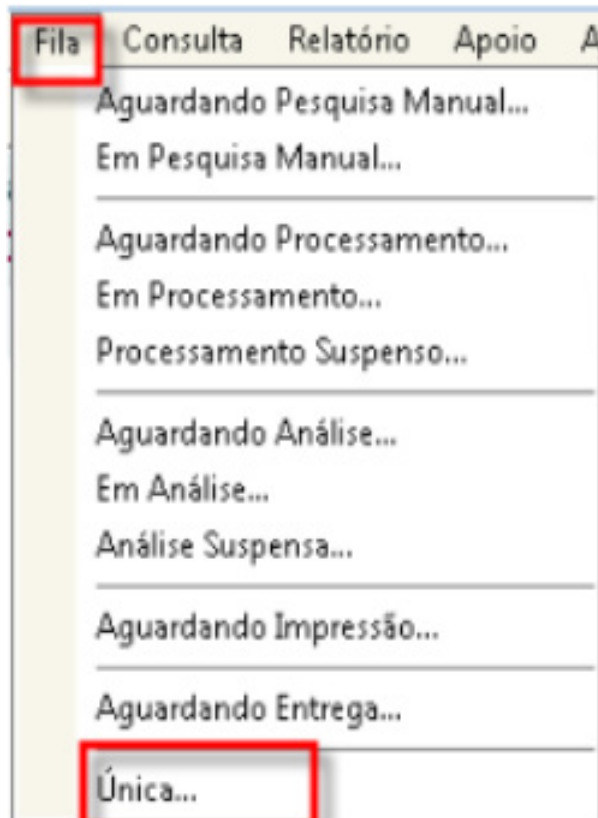 Fila Consulta Relatório Apoio A
Aguardando Pesquisa Manual...
Em Pesquisa Manual...
Aguardando Processamento...
Em Processamento...
Processamento Suspenso...
Aguardando Análise...
Em Análise...
Análise Suspensa...
Aguardando Impressão...
Aguardando Entrega...
Única...